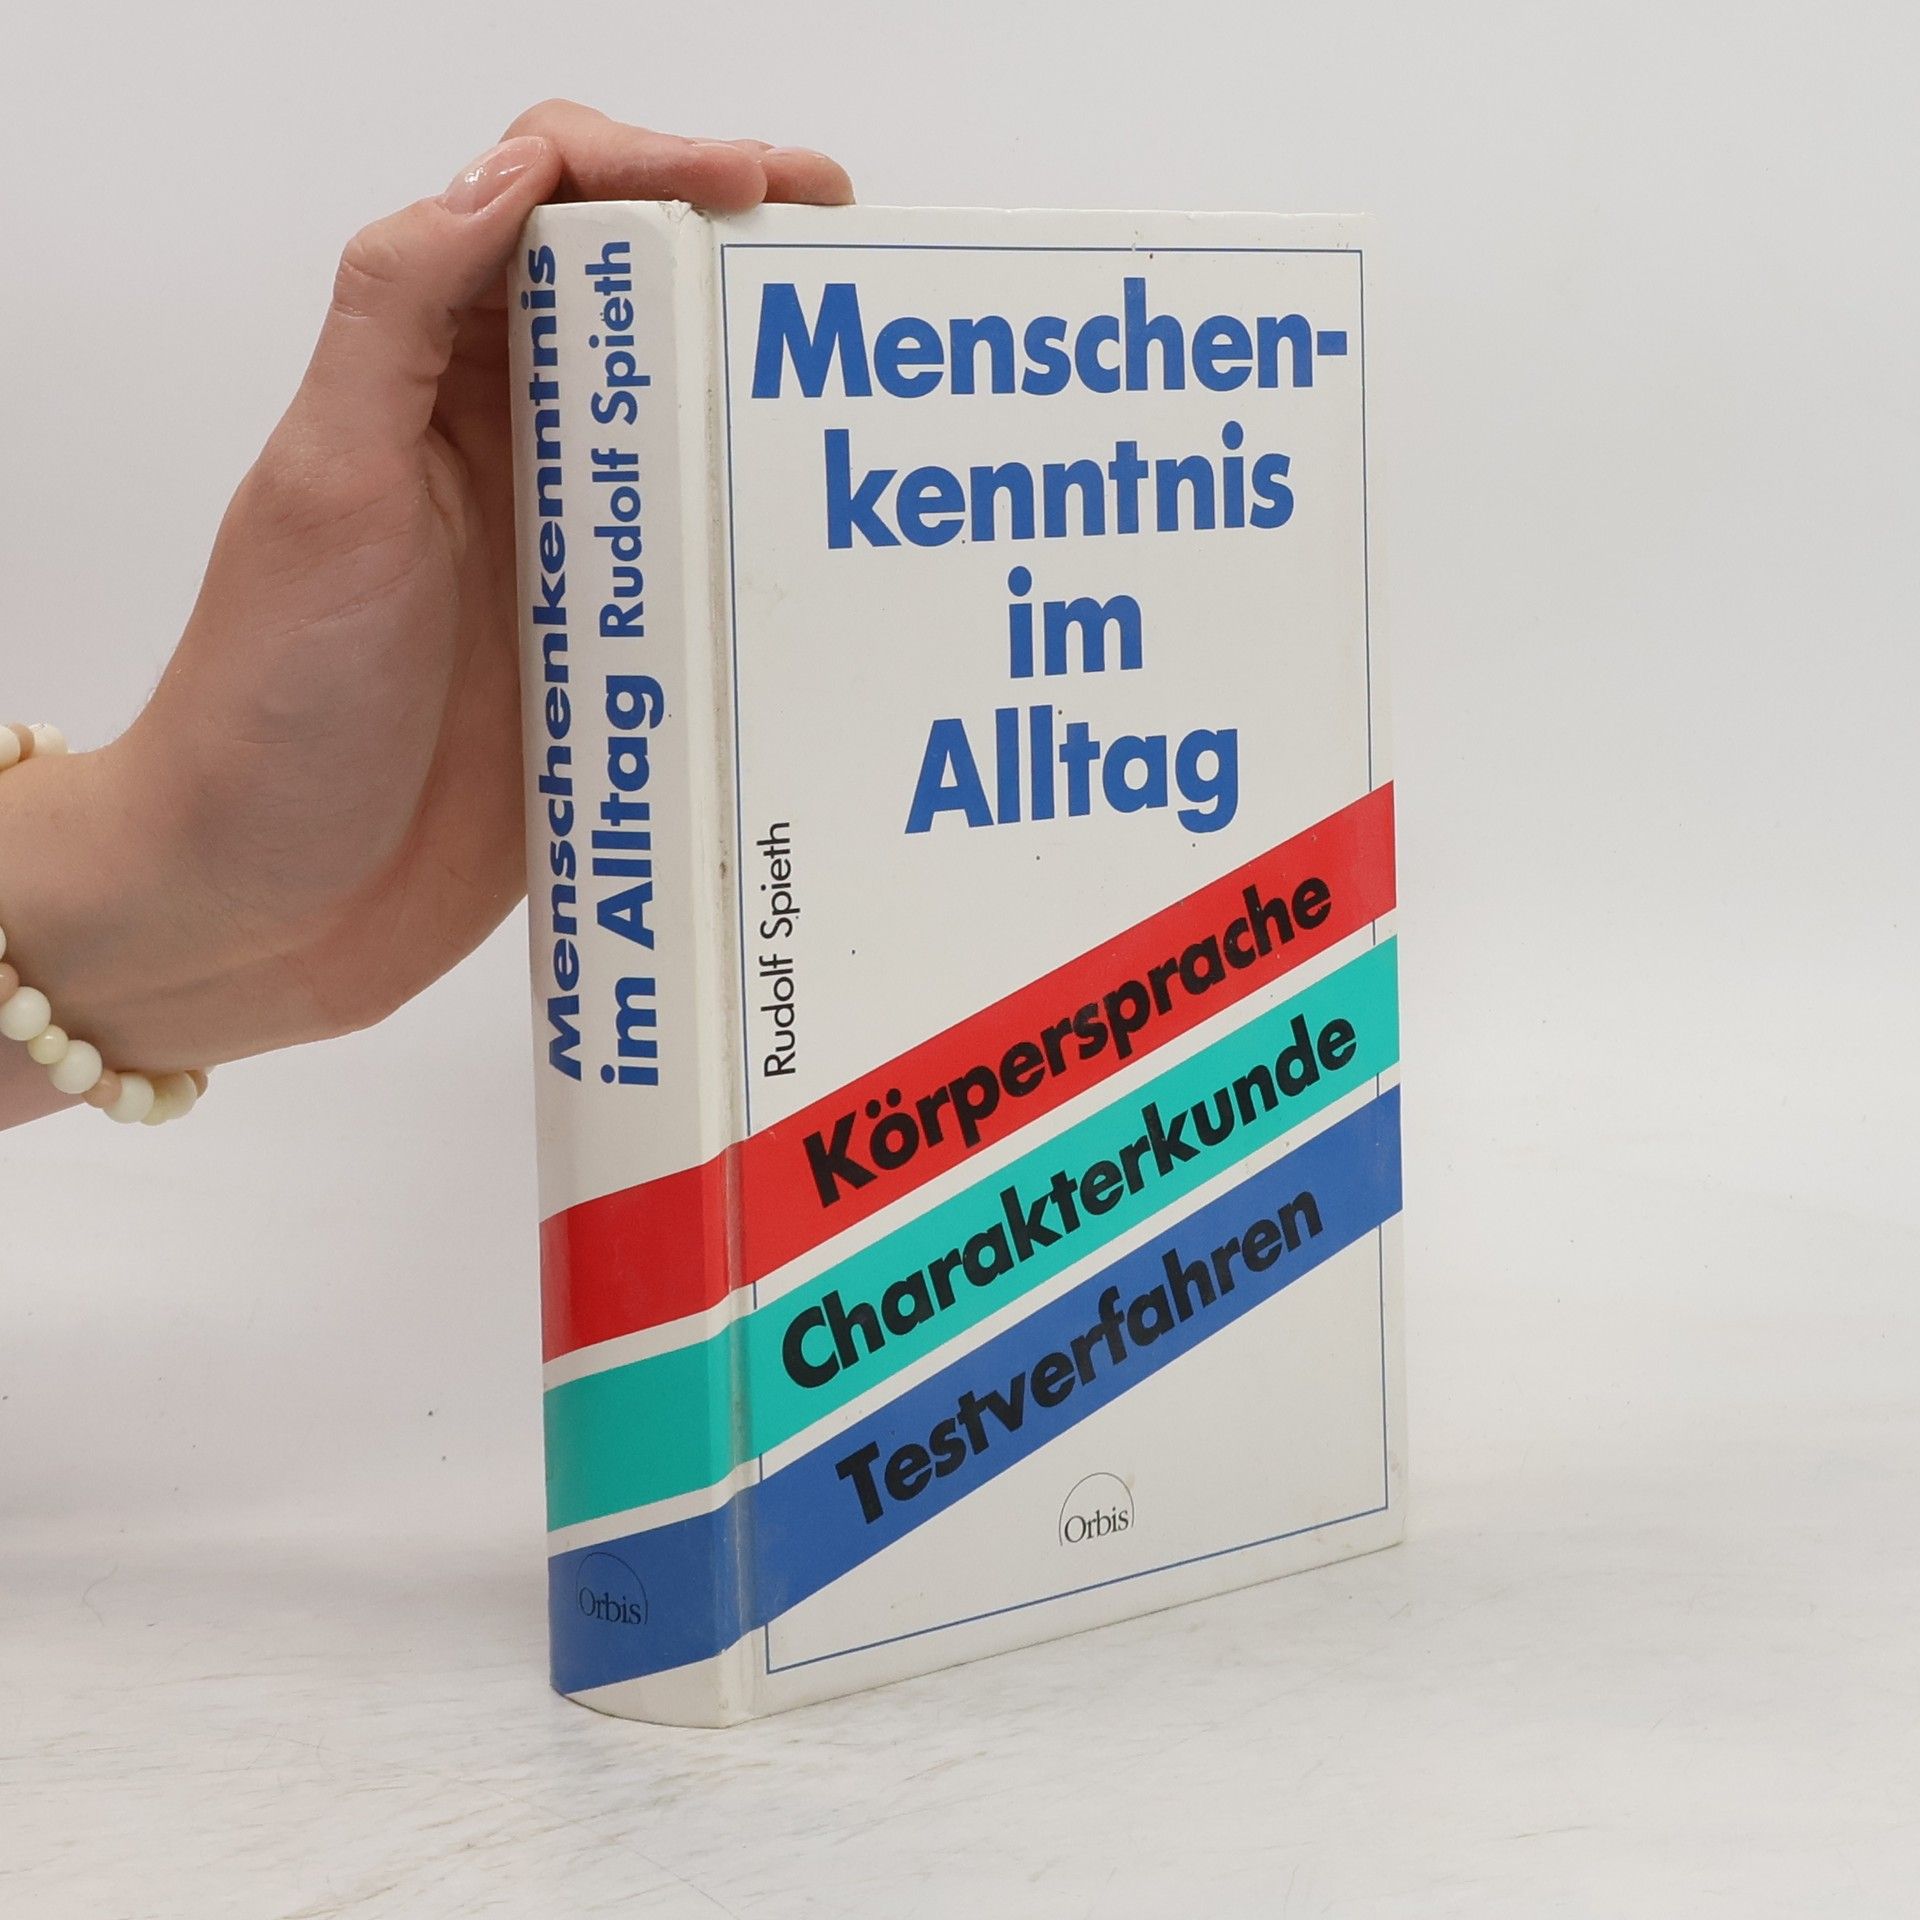 Menschenkenntnis
im Alltag Rudolf Spieth
Orbis
Menschen-
kenntnis
im
Alltag
Rudolf Spieth
Körpersprache
Charakterkunde
Testverfahren
Orbis